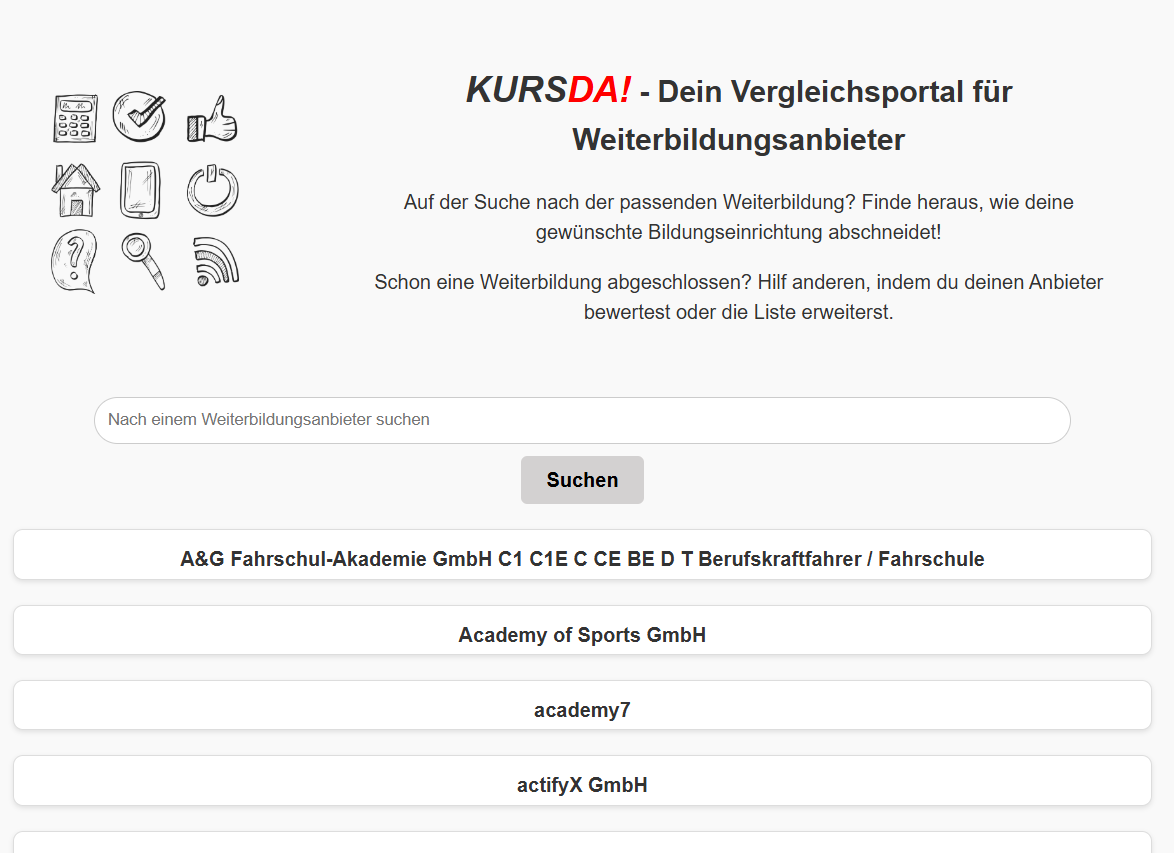 KURSDA! - Dein Vergleichsportal für
Weiterbildungsanbieter
Auf der Suche nach der passenden Weiterbildung? Finde heraus, wie deine
gewünschte Bildungseinrichtung abschneidet!
Schon eine Weiterbildung abgeschlossen? Hilf anderen, indem du deinen Anbieter
bewertest oder die Liste erweiterst.
Nach einem Weiterbildungsanbieter suchen
Suchen
A&G Fahrschul-Akademie GmbH C1 C1E C CE BE D T Berufskraftfahrer / Fahrschule
Academy of Sports GmbH
academy7
actifyX GmbH